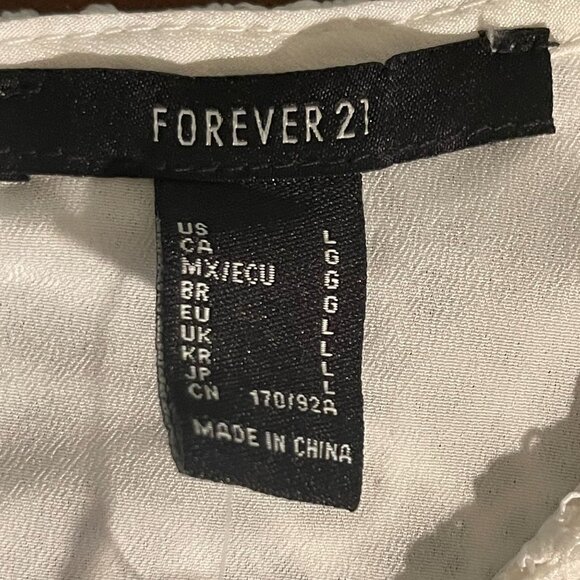 FOREVER 21
US L
CA G
MX/ECU G
BR G
EU L
UK L
KR L
JP L
CN 170/92A
MADE IN CHINA